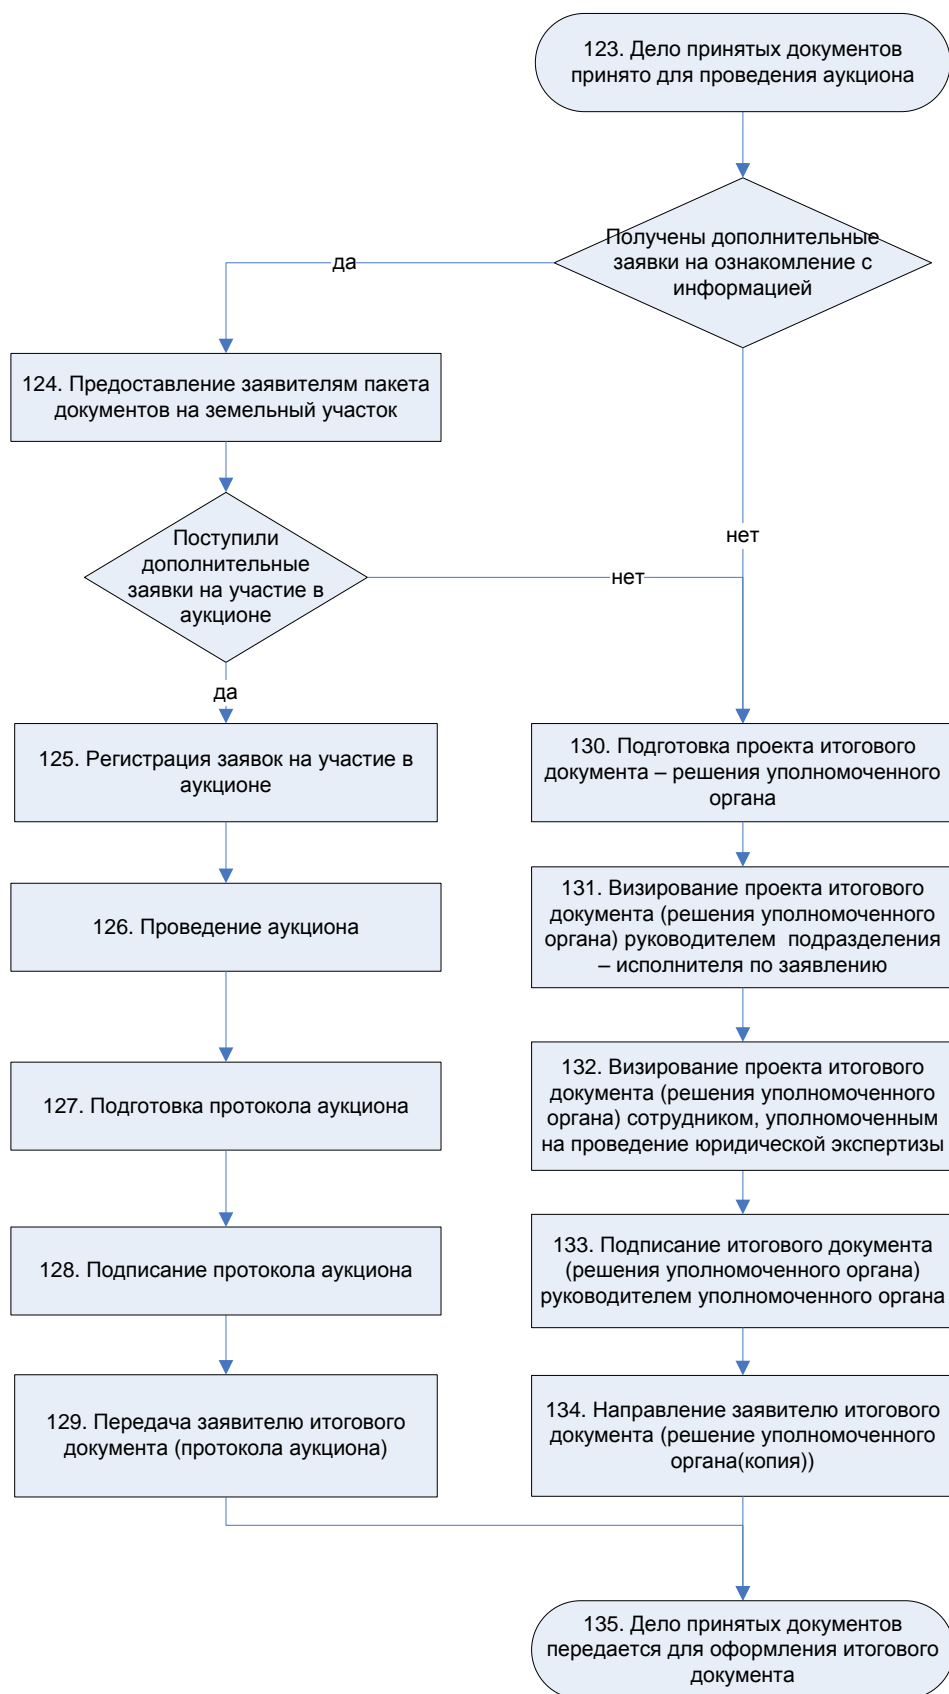 123. Дело принятых документов
принято для проведения аукциона
Получены дополнительные
заявки на ознакомление с
информацией
да
124. Предоставление заявителям пакета
документов на земельный участок
нет
Поступили
дополнительные
заявки на участие в
аукционе
нет
да
125. Регистрация заявок на участие в
аукционе
126. Проведение аукциона
127. Подготовка протокола аукциона
128. Подписание протокола аукциона
129. Передача заявителю итогового
документа (протокола аукциона)
130. Подготовка проекта итогового
документа – решения уполномоченного
органа
131. Визирование проекта итогового
документа (решения уполномоченного
органа) руководителем подразделения
– исполнителя по заявлению
132. Визирование проекта итогового
документа (решения уполномоченного
органа) сотрудником, уполномоченным
на проведение юридической экспертизы
133. Подписание итогового документа
(решения уполномоченного органа)
руководителем уполномоченного органа
134. Направление заявителю итогового
документа (решение уполномоченного
органа(копия))
135. Дело принятых документов
передается для оформления итогового
документа